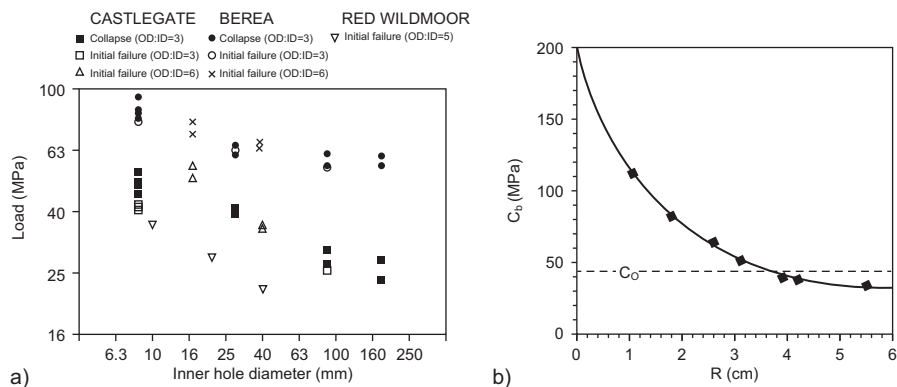 CASTLEGATE BEREA RED WILDMOOR
■ Collapse (OD:ID=3) ● Collapse (OD:ID=3) ▽ Initial failure (OD:ID=5)
□ Initial failure (OD:ID=3) ○ Initial failure (OD:ID=3)
△ Initial failure (OD:ID=6) × Initial failure (OD:ID=6)
100
63
40
25
16
Load (MPa)
6.3 10 16 25 40 63 100 160 250
Inner hole diameter (mm)
a)
200
150
100
50
0
C_b (MPa)
C_O
0 1 2 3 4 5 6
R (cm)
b)